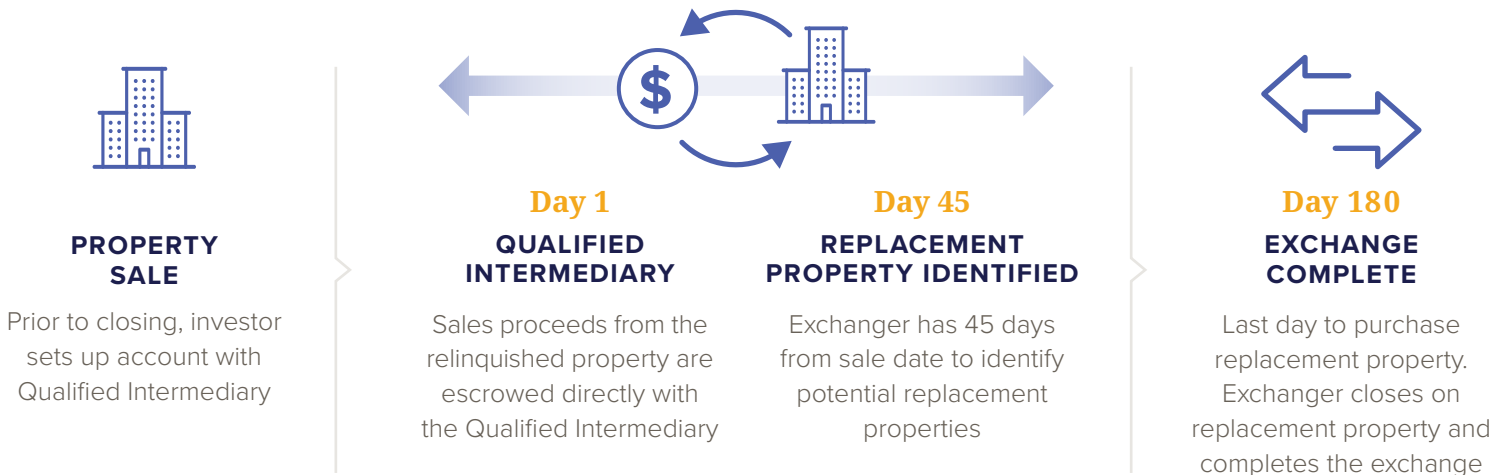 PROPERTY
SALE
Prior to closing, investor
sets up account with
Qualified Intermediary
$
Day 1
QUALIFIED
INTERMEDIARY
Sales proceeds from the
relinquished property are
escrowed directly with
the Qualified Intermediary
Day 45
REPLACEMENT
PROPERTY IDENTIFIED
Exchanger has 45 days
from sale date to identify
potential replacement
properties
Day 180
EXCHANGE
COMPLETE
Last day to purchase
replacement property.
Exchanger closes on
replacement property and
completes the exchange